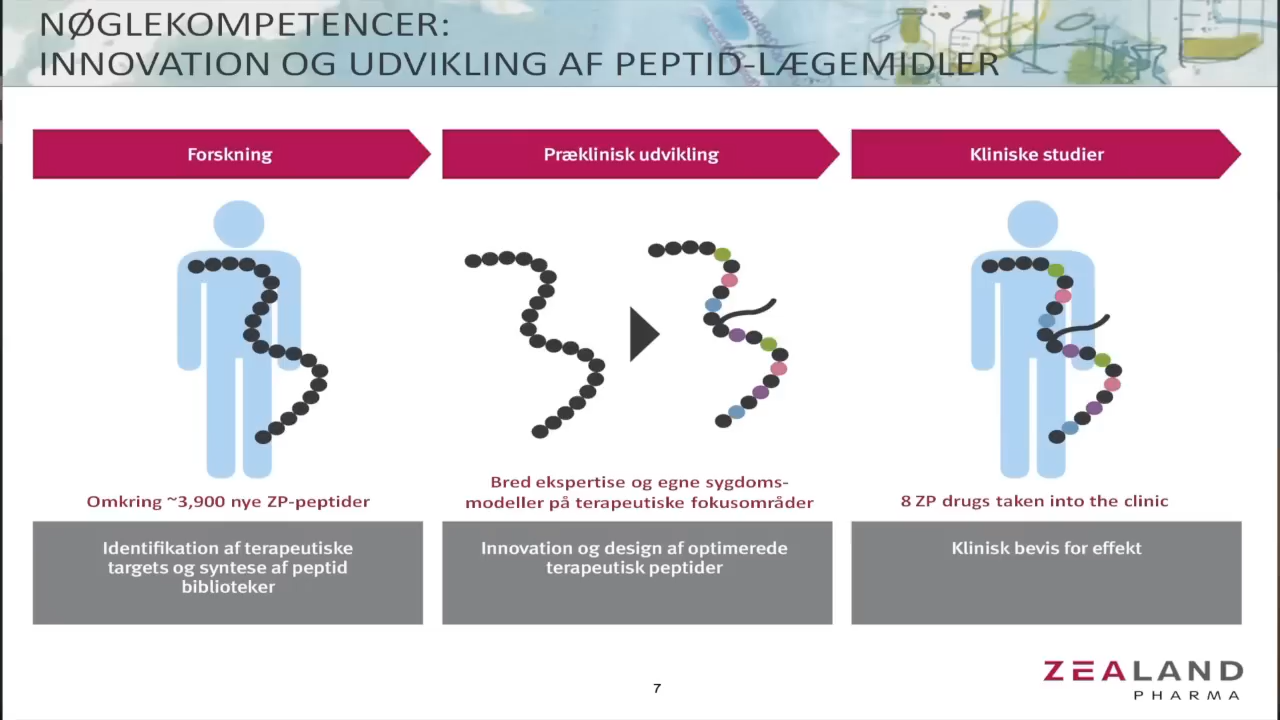 NØGLEKOMPETENCER:
INNOVATION OG UDVIKLING AF PEPTID-LÆGEMIDLER
Forskning
Præklinisk udvikling
Kliniske studier
Omkring ~3,900 nye ZP-peptider
Bred ekspertise og egne sygdoms-
modeller på terapeutiske fokusområder
8 ZP drugs taken into the clinic
Identifikation af terapeutiske
targets og syntese af peptid
biblioteker
Innovation og design af optimerede
terapeutisk peptider
Klinisk bevis for effekt
7
ZEALAND
PHARMA